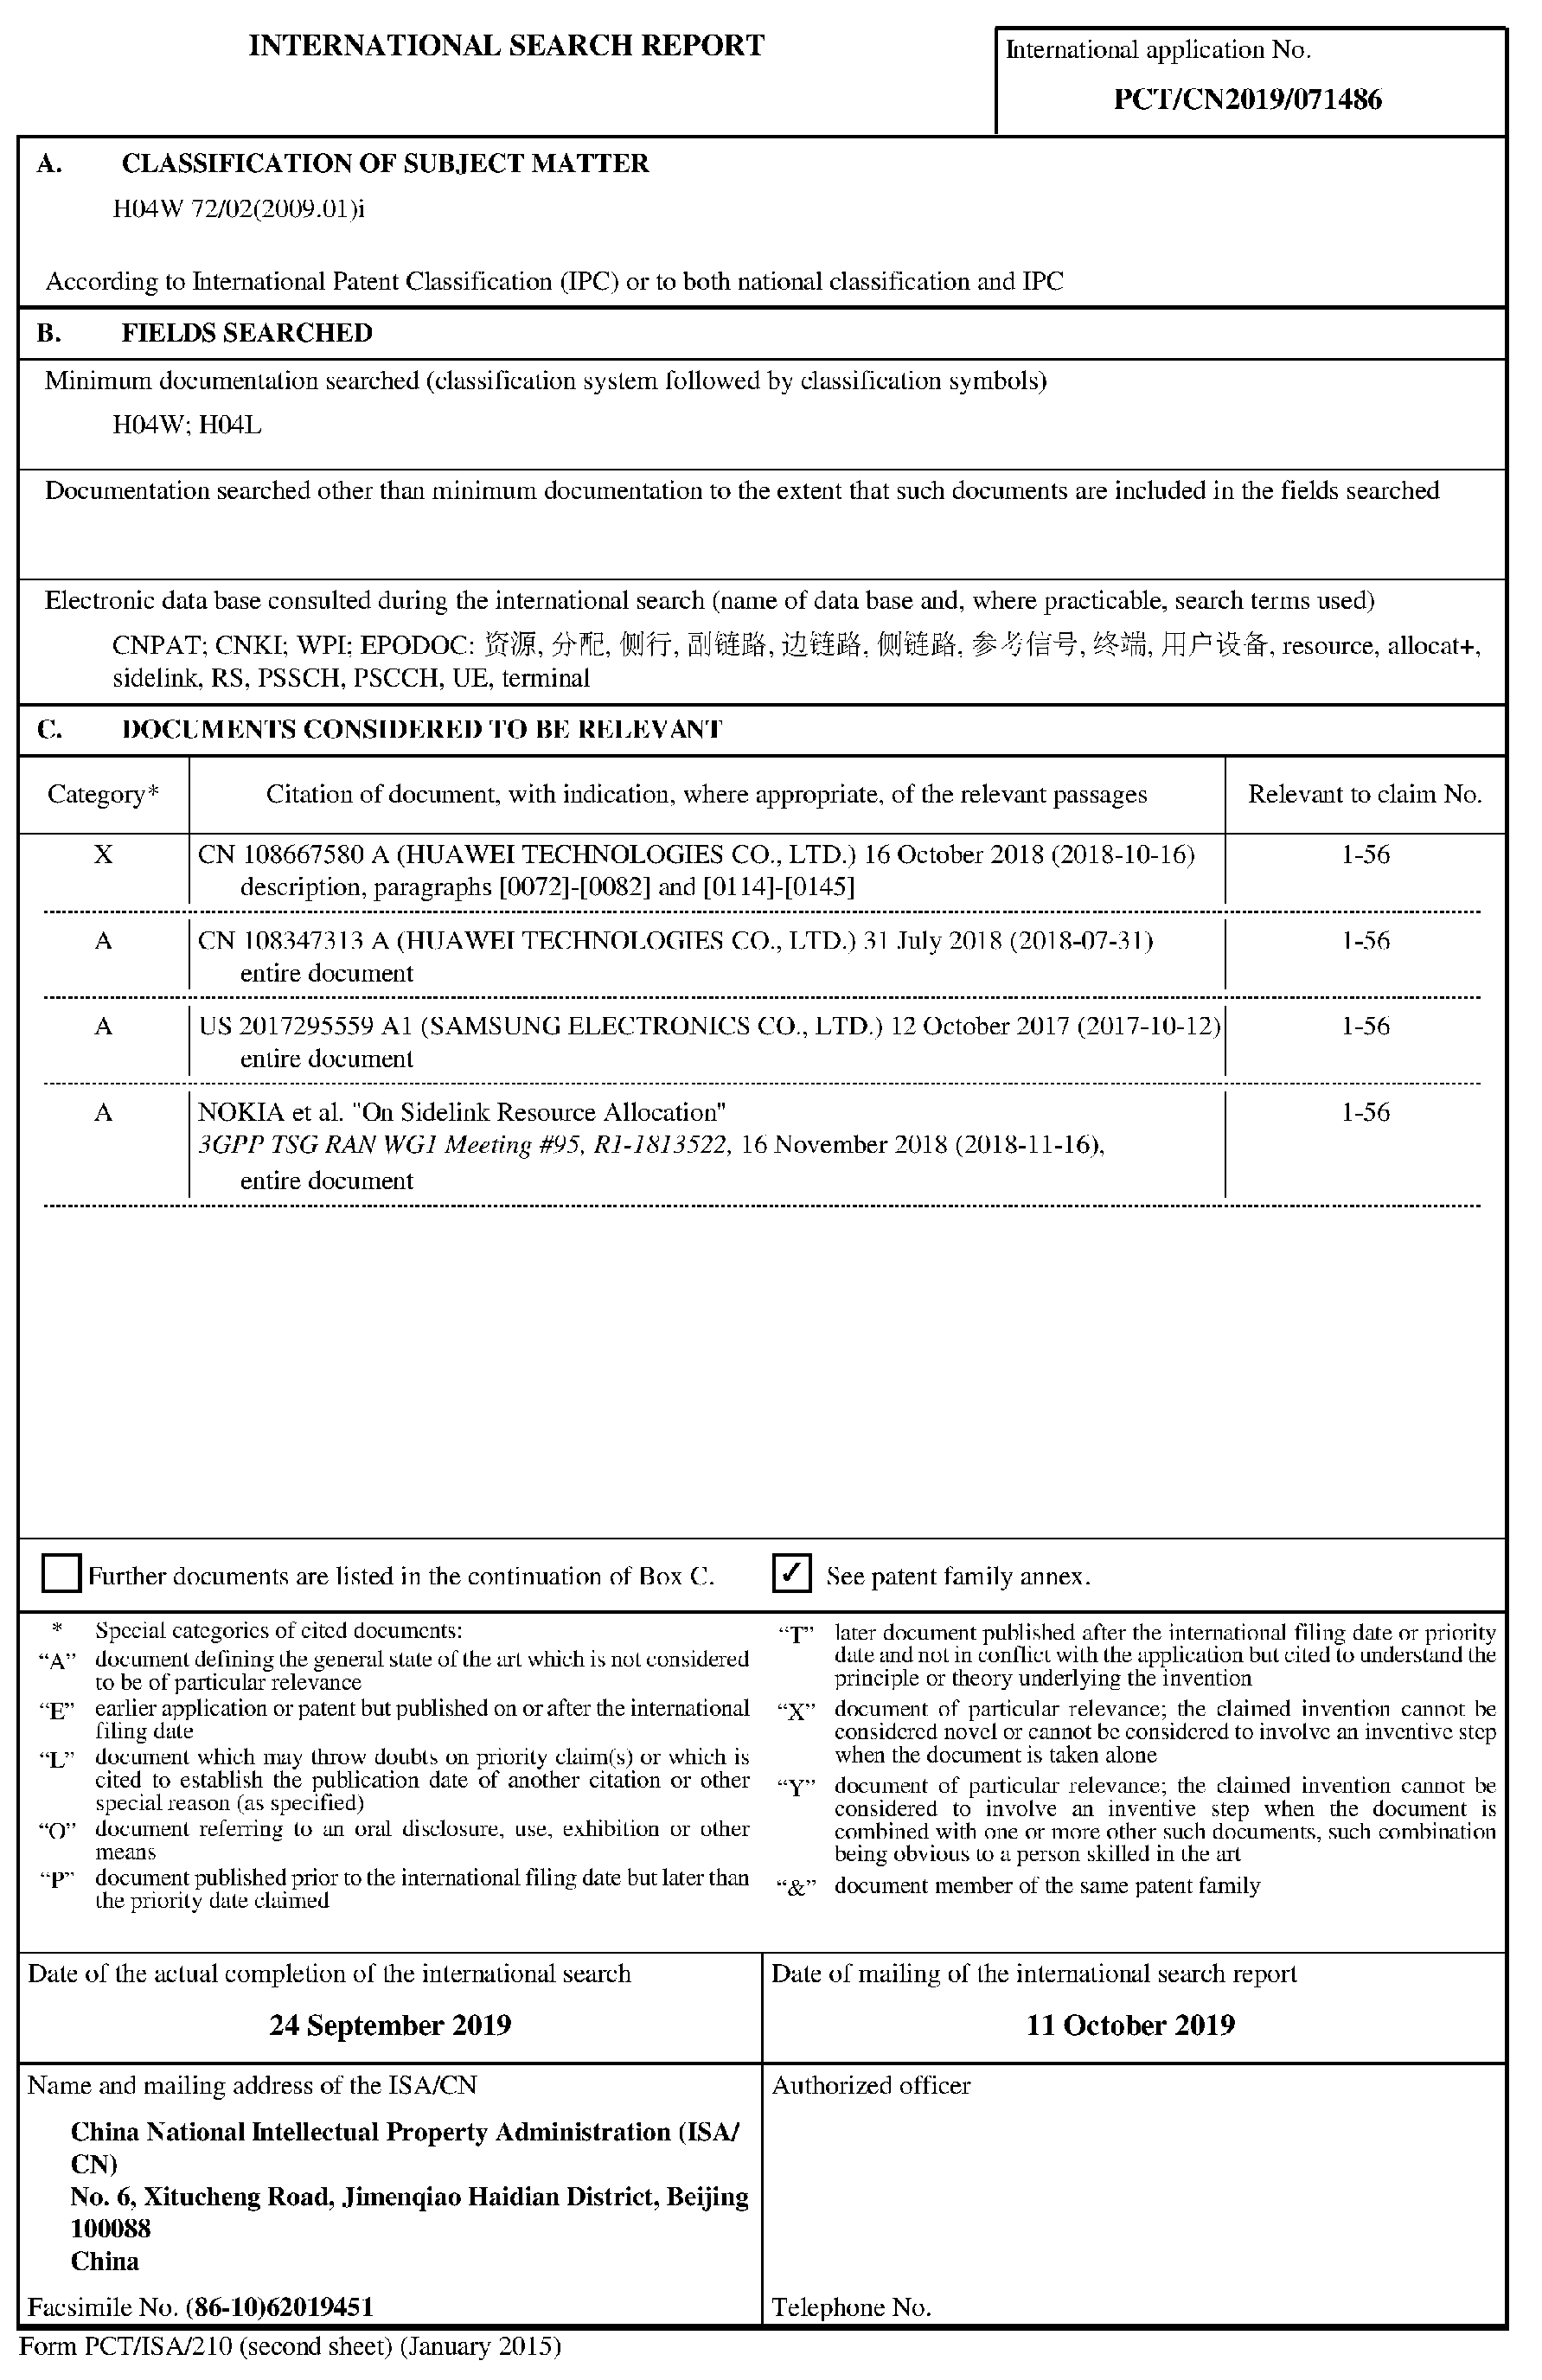 INTERNATIONAL SEARCH REPORT
International application No.
PCT/CN2019/071486
A. CLASSIFICATION OF SUBJECT MATTER
H04W 72/02(2009.01)i
According to International Patent Classification (IPC) or to both national classification and IPC
B. FIELDS SEARCHED
Minimum documentation searched (classification system followed by classification symbols)
H04W; H04L
Documentation searched other than minimum documentation to the extent that such documents are included in the fields searched
Electronic data base consulted during the international search (name of data base and, where practicable, search terms used)
CNPAT; CNKI; WPI; EPODOC: 资源, 分配, 侧行, 副链路, 边链路, 侧链路, 参考信号, 终端, 用户设备, resource, allocat+,
sidelink, RS, PSSCH, PSCCH, UE, terminal
C. DOCUMENTS CONSIDERED TO BE RELEVANT
Category* Citation of document, with indication, where appropriate, of the relevant passages Relevant to claim No.
X CN 108667580 A (HUAWEI TECHNOLOGIES CO., LTD.) 16 October 2018 (2018-10-16) 1-56
description, paragraphs [0072]-[0082] and [0114]-[0145]
A CN 108347313 A (HUAWEI TECHNOLOGIES CO., LTD.) 31 July 2018 (2018-07-31) 1-56
entire document
A US 2017295559 A1 (SAMSUNG ELECTRONICS CO., LTD.) 12 October 2017 (2017-10-12) 1-56
entire document
A NOKIA et al. "On Sidelink Resource Allocation" 1-56
3GPP TSG RAN WG1 Meeting #95, R1-1813522, 16 November 2018 (2018-11-16),
entire document
Further documents are listed in the continuation of Box C. ✓ See patent family annex.
* Special categories of cited documents:
“A” document defining the general state of the art which is not considered
to be of particular relevance
“E” earlier application or patent but published on or after the international
filing date
“L” document which may throw doubts on priority claim(s) or which is
cited to establish the publication date of another citation or other
special reason (as specified)
“O” document referring to an oral disclosure, use, exhibition or other
means
“P” document published prior to the international filing date but later than
the priority date claimed
“T” later document published after the international filing date or priority
date and not in conflict with the application but cited to understand the
principle or theory underlying the invention
“X” document of particular relevance; the claimed invention cannot be
considered novel or cannot be considered to involve an inventive step
when the document is taken alone
“Y” document of particular relevance; the claimed invention cannot be
considered to involve an inventive step when the document is
combined with one or more other such documents, such combination
being obvious to a person skilled in the art
“&” document member of the same patent family
Date of the actual completion of the international search
24 September 2019
Date of mailing of the international search report
11 October 2019
Name and mailing address of the ISA/CN
China National Intellectual Property Administration (ISA/
CN)
No. 6, Xitucheng Road, Jimenqiao Haidian District, Beijing
100088
China
Facsimile No. (86-10)62019451
Authorized officer
Telephone No.
Form PCT/ISA/210 (second sheet) (January 2015)